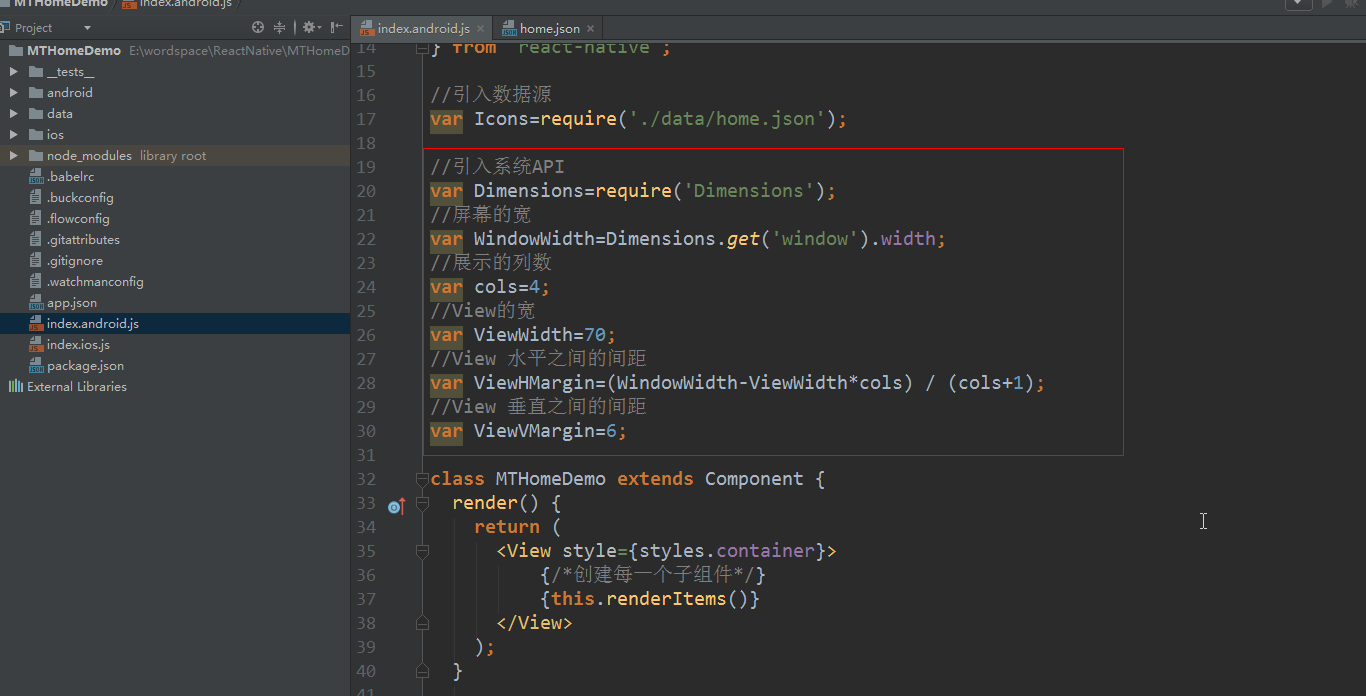 MTHomeDemo index.android.js
Project
MTHomeDemo E:\wordspace\ReactNative\MTHomeD
__tests__
android
data
ios
node_modules library root
.babelrc
.buckconfig
.flowconfig
.gitattributes
.gitignore
.watchmanconfig
app.json
index.android.js
index.ios.js
package.json
External Libraries
index.android.js home.json
14 } from 'react-native';
15
16 //引入数据源
17 var Icons=require('./data/home.json');
18
19 //引入系统API
20 var Dimensions=require('Dimensions');
21 //屏幕的宽
22 var WindowWidth=Dimensions.get('window').width;
23 //展示的列数
24 var cols=4;
25 //View的宽
26 var ViewWidth=70;
27 //View 水平之间的间距
28 var ViewHMargin=(WindowWidth-ViewWidth*cols) / (cols+1);
29 //View 垂直之间的间距
30 var ViewVMargin=6;
31
32 class MTHomeDemo extends Component {
33 render() {
34 return (
35 <View style={styles.container}>
36 {/*创建每一个子组件*/}
37 {this.renderItems()}
38 </View>
39 );
40 }
41